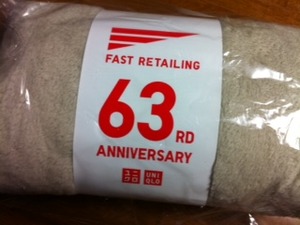 FAST RETAILING
63RD
ANNIVERSARY
ユニ UNI
クロ QLO